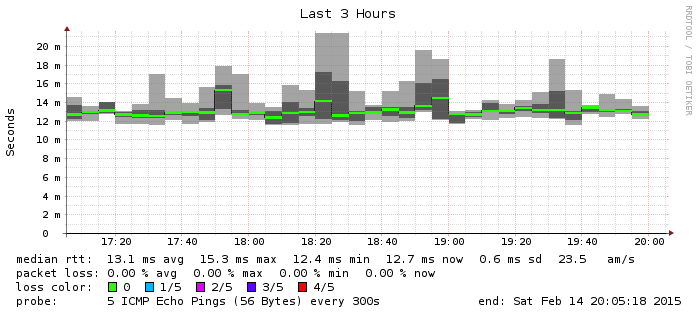 Last 3 Hours
RRDTOOL / TOBI OETIKER
Seconds
20 m
18 m
16 m
14 m
12 m
10 m
8 m
6 m
4 m
2 m
0
17:20 17:40 18:00 18:20 18:40 19:00 19:20 19:40 20:00
median rtt: 13.1 ms avg 15.3 ms max 12.4 ms min 12.7 ms now 0.6 ms sd 23.5 am/s
packet loss: 0.00 % avg 0.00 % max 0.00 % min 0.00 % now
loss color: 0 1/5 2/5 3/5 4/5
probe: 5 ICMP Echo Pings (56 Bytes) every 300s end: Sat Feb 14 20:05:18 2015